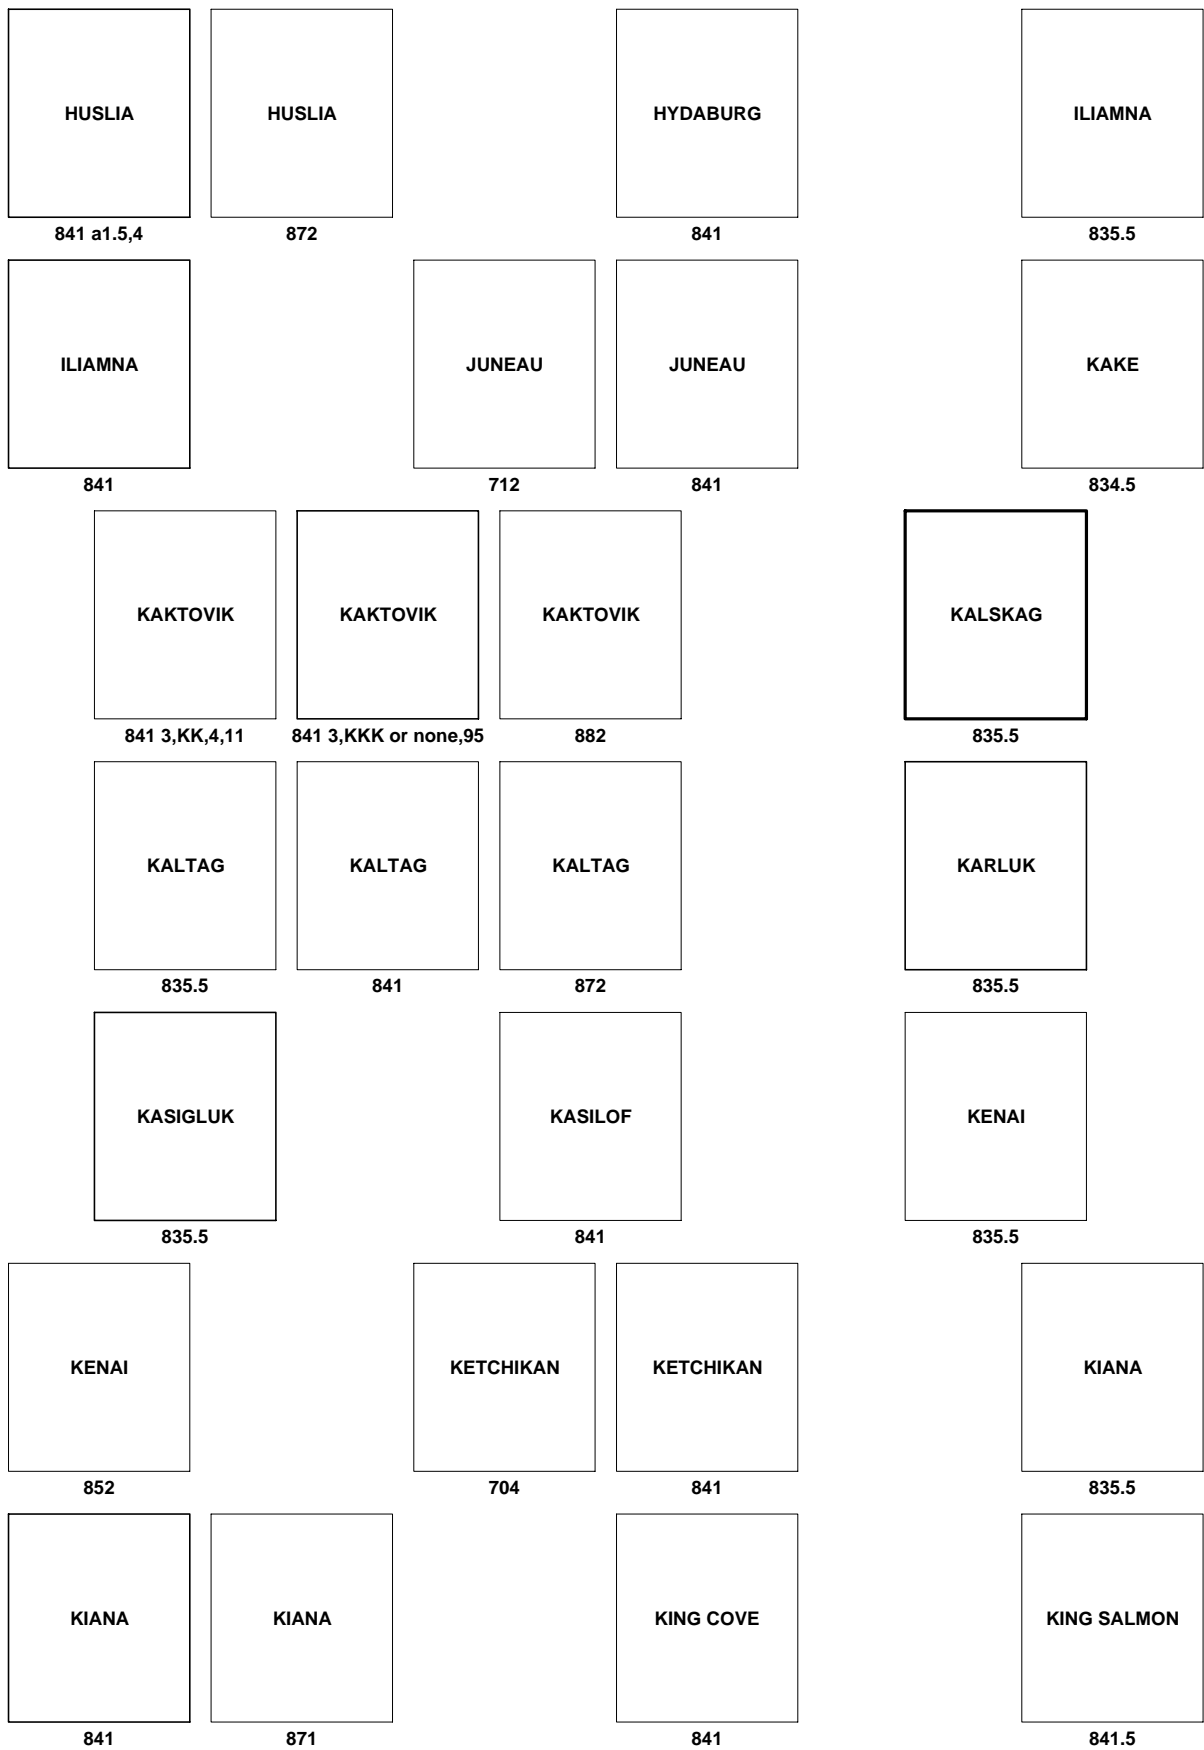 HUSLIA HUSLIA HYDABURG ILIAMNA
841 a1.5,4 872 841 835.5
ILIAMNA JUNEAU JUNEAU KAKE
841 712 841 834.5
KAKTOVIK KAKTOVIK KAKTOVIK KALSKAG
841 3,KK,4,11 841 3,KKK or none,95 882 835.5
KALTAG KALTAG KALTAG KARLUK
835.5 841 872 835.5
KASIGLUK KASILOF KENAI
835.5 841 835.5
KENAI KETCHIKAN KETCHIKAN KIANA
852 704 841 835.5
KIANA KIANA KING COVE KING SALMON
841 871 841 841.5